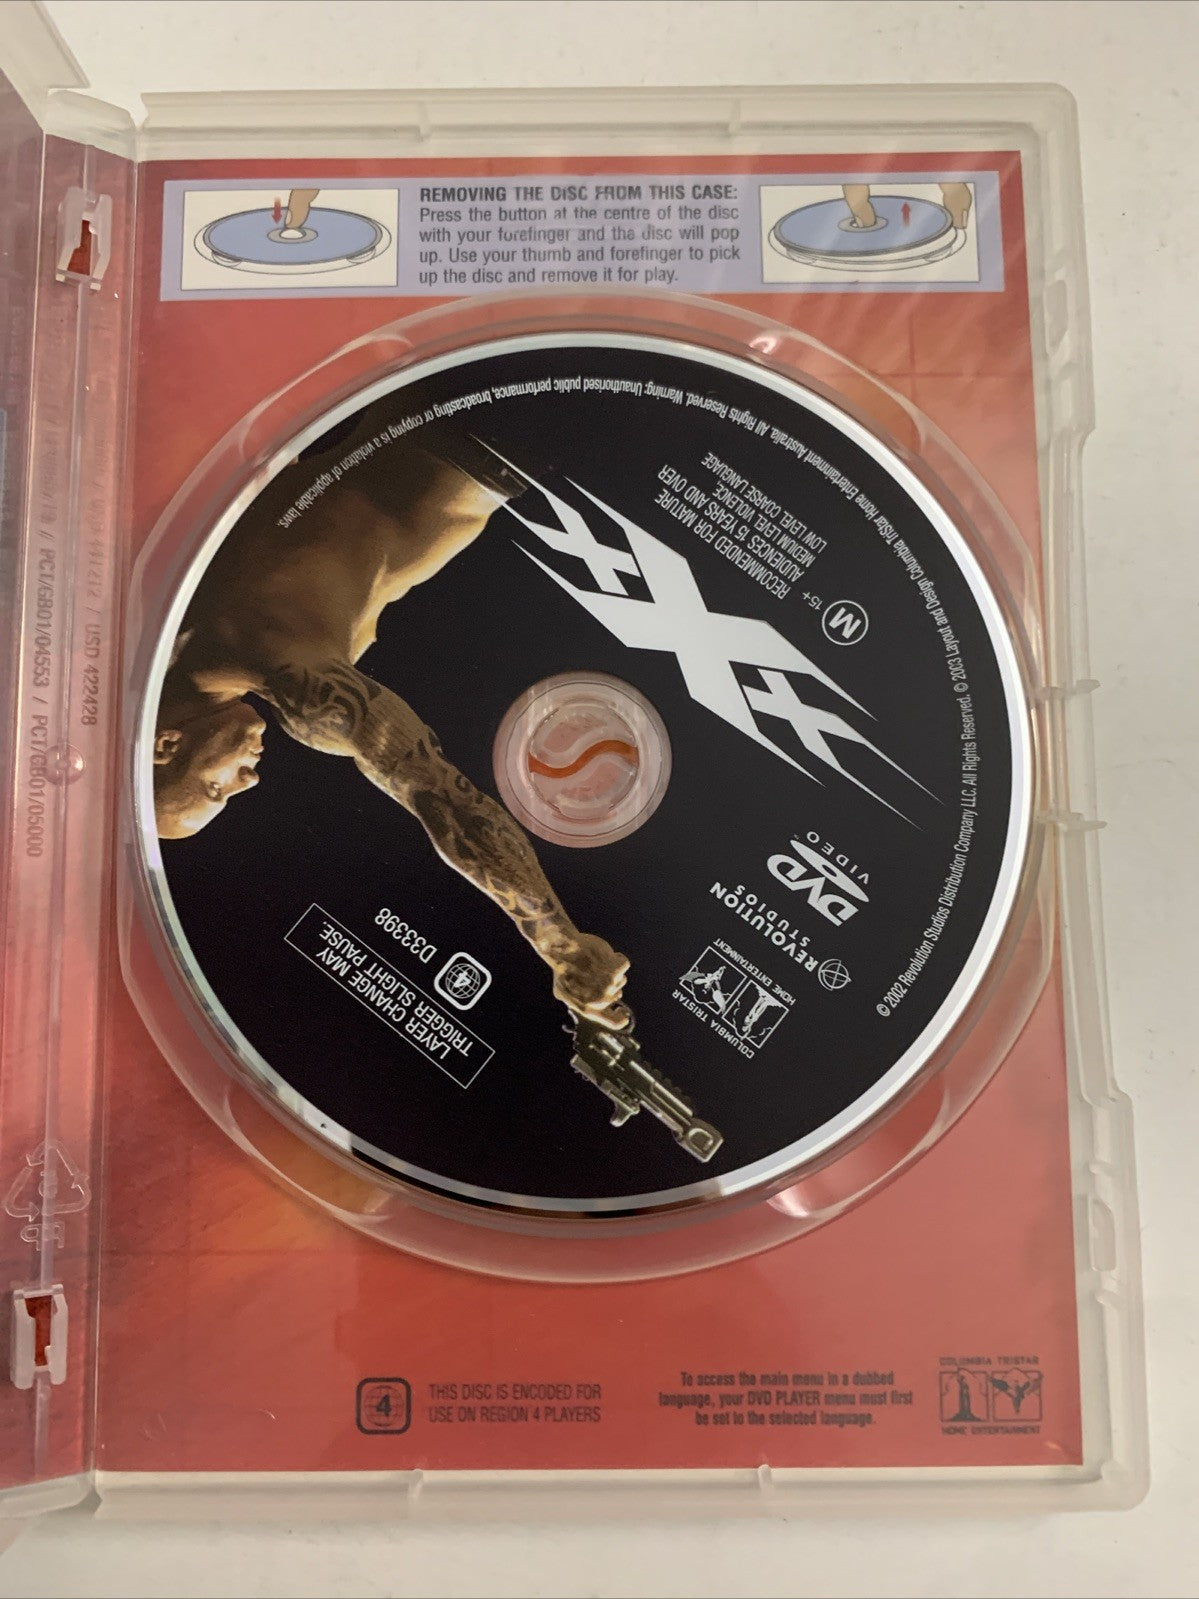 REMOVING THE DISC FROM THIS CASE:
Press the button at the centre of the disc
with your forefinger and the disc will pop
up. Use your thumb and forefinger to pick
up the disc and remove it for play.
© 2002 Revolution Studios Distribution Company LLC. All Rights Reserved. © 2003 Layout and Design Columbia TriStar Home Entertainment Australia. All Rights Reserved. Warning: Unauthorised public performance, broadcasting or copying is a violation of applicable laws.
xXx
M 15+
RECOMMMENDED FOR MATURE
AUDIENCES 15 YEARS AND OVER
MEDIUM LEVEL VIOLENCE,
LOW LEVEL COARSE LANGUAGE
DVD
VIDEO
REVOLUTION
STUDIOS
COLUMBIA TRISTAR
HOME ENTERTAINMENT
4 D33398
LAYER CHANGE MAY
TRIGGER SLIGHT PAUSE.
/ USD 422428
/ PCT/GB01/04553 / PCT/GB01/05000
4
THIS DISC IS ENCODED FOR
USE ON REGION 4 PLAYERS
To access the main menu in a dubbed
language, your DVD PLAYER menu must first
be set to the selected language.
COLUMBIA TRISTAR
HOME ENTERTAINMENT